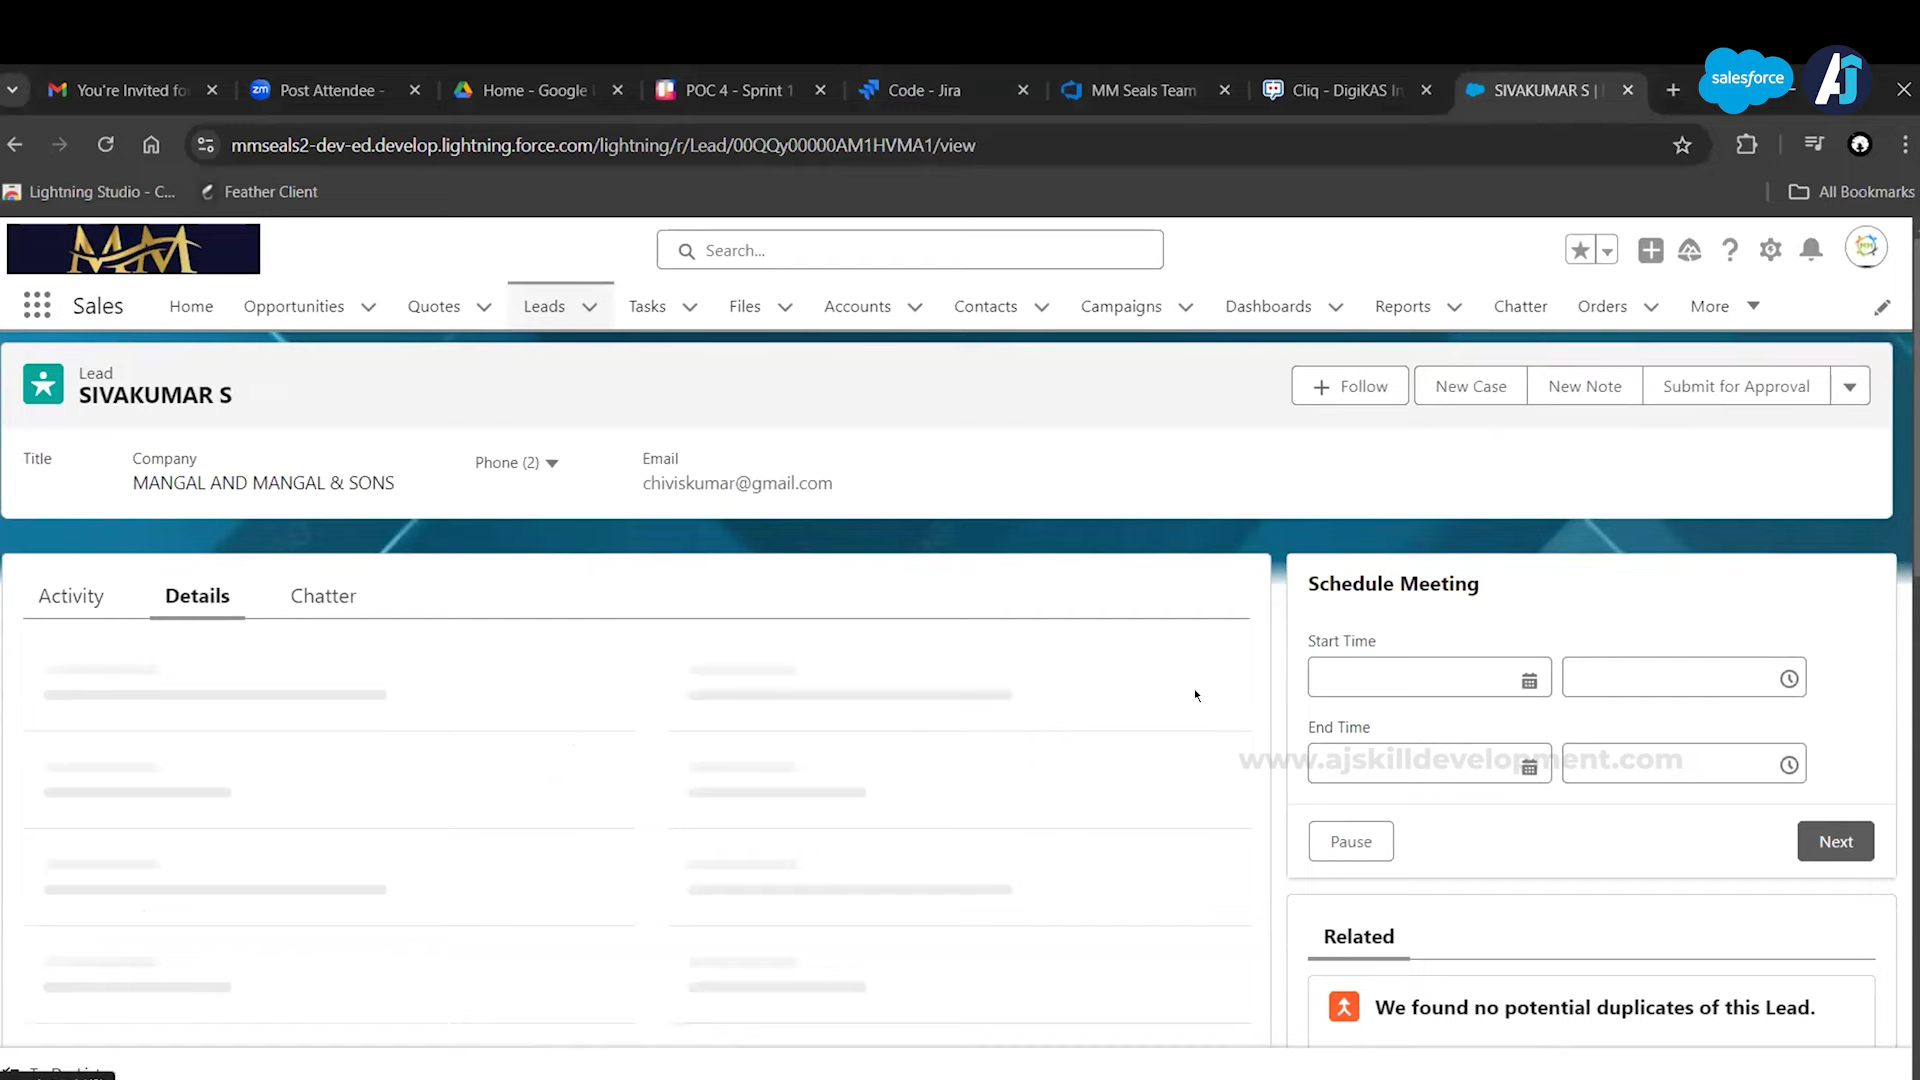 You're Invited fo
Post Attendee -
Home - Google
POC 4 - Sprint 1
Code - Jira
MM Seals Team
Cliq - DigiKAS In
SIVAKUMAR S |
salesforce
AJ
mmseals2-dev-ed.develop.lightning.force.com/lightning/r/Lead/00QQy00000AM1HVMA1/view
Lightning Studio - C...
Feather Client
All Bookmarks
MM
Search...
Sales
Home
Opportunities
Quotes
Leads
Tasks
Files
Accounts
Contacts
Campaigns
Dashboards
Reports
Chatter
Orders
More
Lead
SIVAKUMAR S
Follow
New Case
New Note
Submit for Approval
Title
Company
MANGAL AND MANGAL & SONS
Phone (2)
Email
chiviskumar@gmail.com
Activity
Details
Chatter
Schedule Meeting
Start Time
End Time
www.ajskilldevelopment.com
Pause
Next
Related
We found no potential duplicates of this Lead.